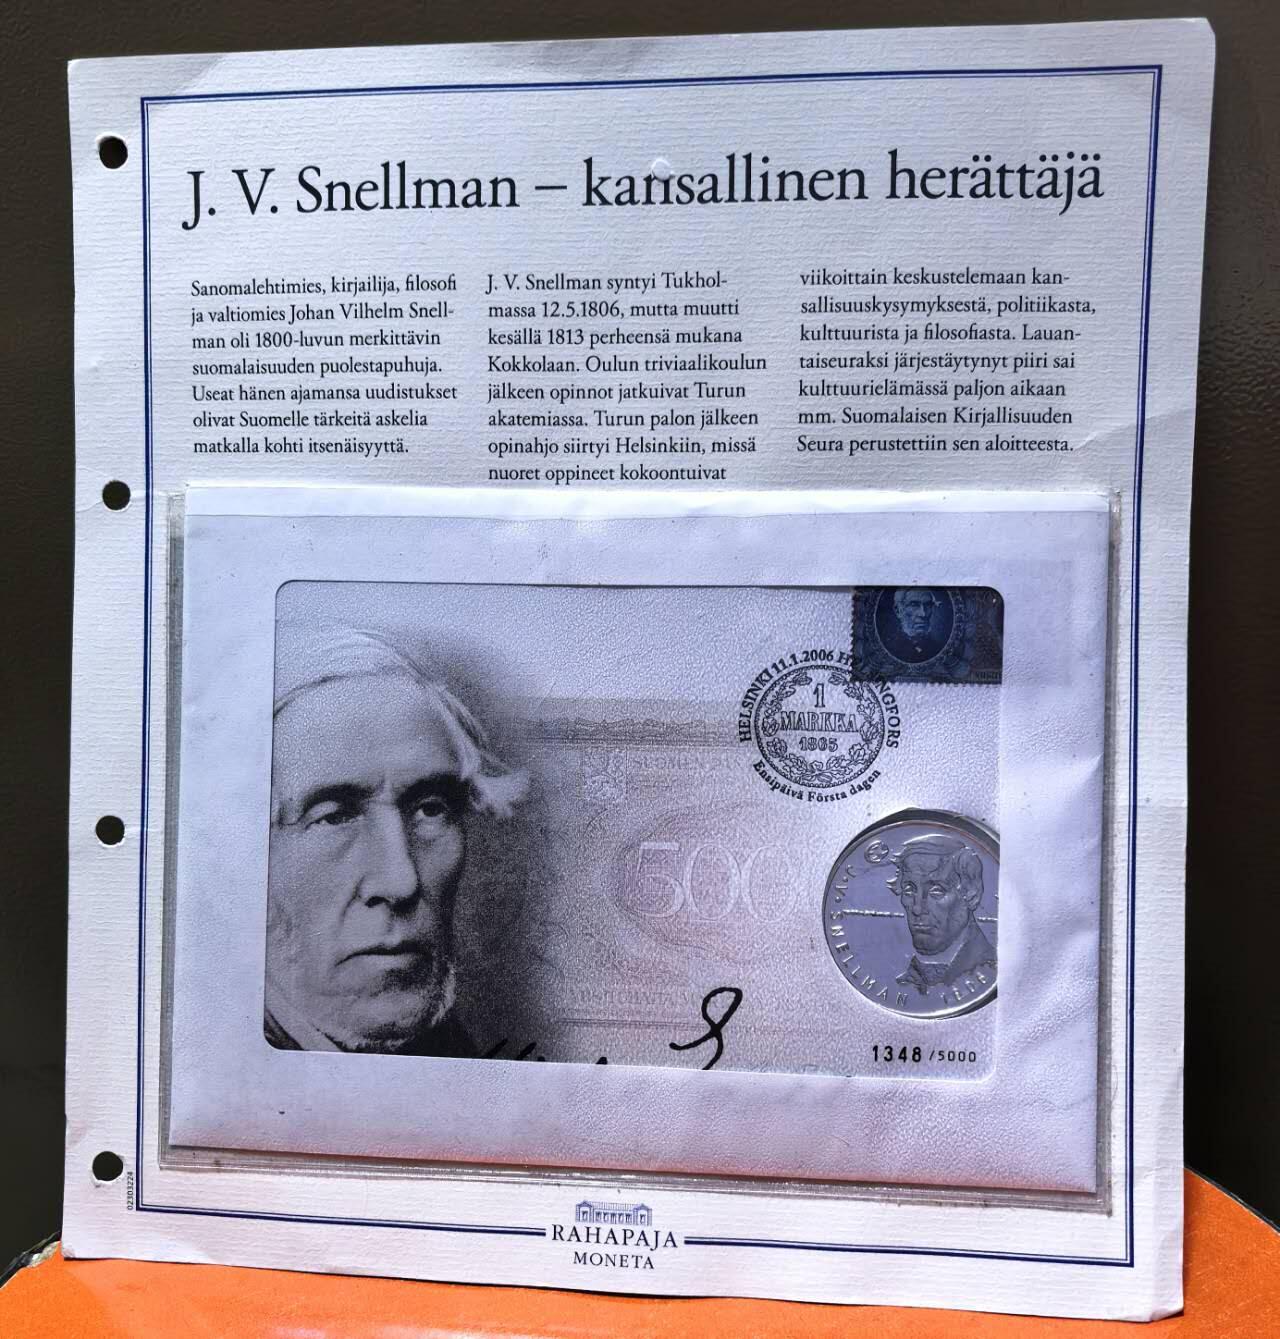 J. V. Snellman – kansallinen herättäjä
Sanomalehtimies, kirjailija, filosofi
ja valtiomies Johan Vilhelm Snell-
man oli 1800-luvun merkittävin
suomalaisuuden puolestapuhuja.
Useat hänen ajamansa uudistukset
olivat Suomelle tärkeitä askelia
matkalla kohti itsenäisyyttä.
J. V. Snellman syntyi Tukhol-
massa 12.5.1806, mutta muutti
kesällä 1813 perheensä mukana
Kokkolaan. Oulun triviaalikoulun
jälkeen opinnot jatkuivat Turun
akatemiassa. Turun palon jälkeen
opinahjo siirtyi Helsinkiin, missä
nuoret oppineet kokoontuivat
viikoittain keskustelemaan kan-
sallisuuskysymyksestä, politiikasta,
kulttuurista ja filosofiasta. Lauan-
taiseuraksi järjestäytynyt piiri sai
kulttuurielämässä paljon aikaan
mm. Suomalaisen Kirjallisuuden
Seura perustettiin sen aloitteesta.
HELSINKI 11.1.2006
1
MARKKA
1865
Ensipäivä Första dagen
SUOMEN
500
J.V. SNELLMAN 1806
1348/5000
02303224
RAHAPAJA
MONETA